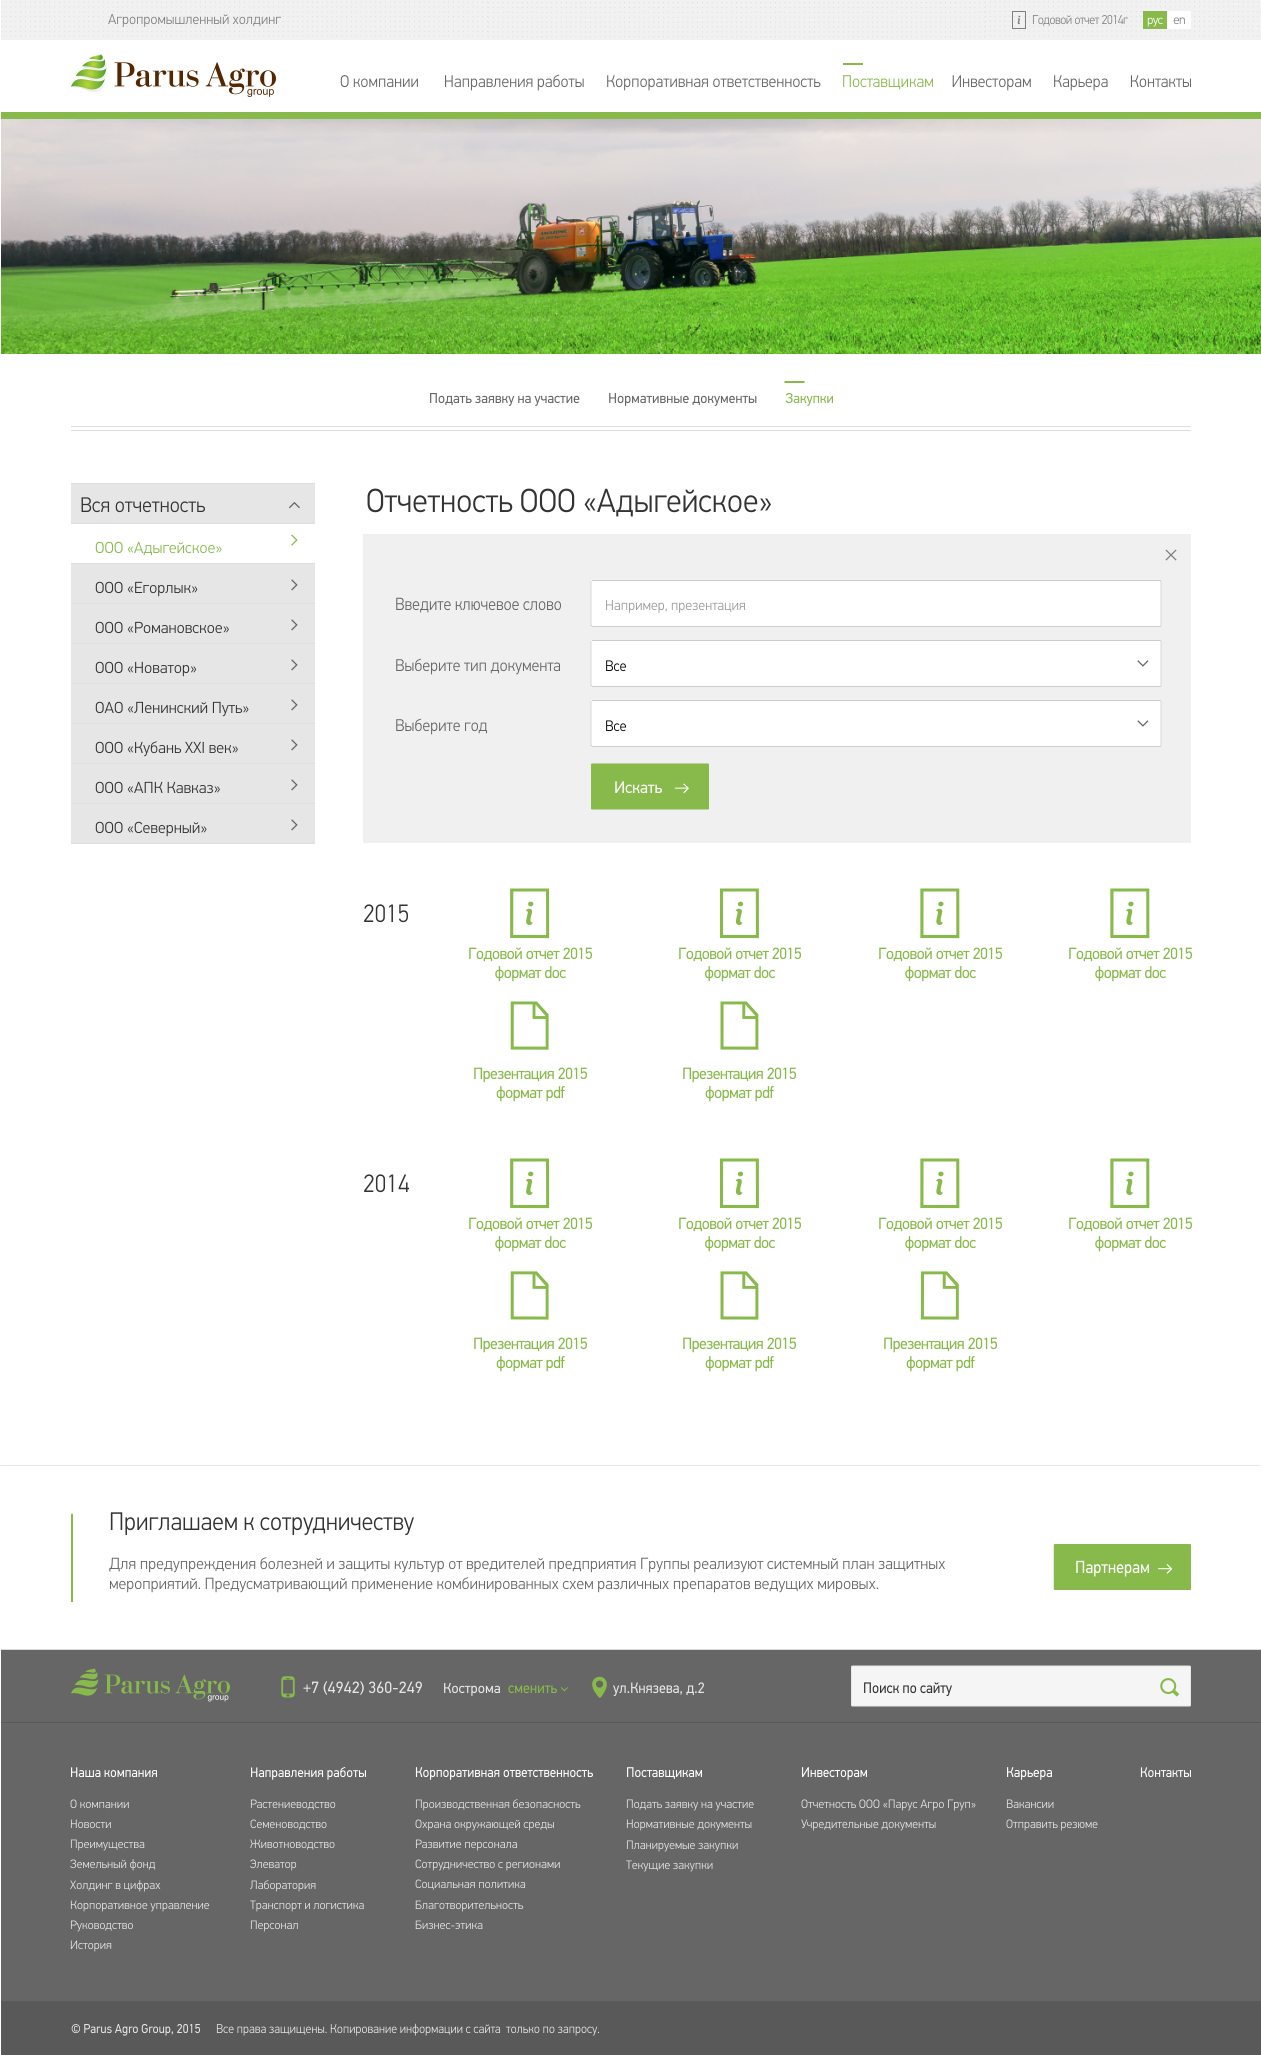 Агропромышленный холдинг
i Годовой отчет 2014г рус en
Parus Agro
group
О компании Направления работы Корпоративная ответственность Поставщикам Инвесторам Карьера Контакты
Подать заявку на участие Нормативные документы Закупки
Вся отчетность
ООО «Адыгейское»
ООО «Егорлык»
ООО «Романовское»
ООО «Новатор»
ОАО «Ленинский Путь»
ООО «Кубань XXI век»
ООО «АПК Кавказ»
ООО «Северный»
Отчетность ООО «Адыгейское»
Введите ключевое слово Например, презентация
Выберите тип документа Все
Выберите год Все
Искать
2015
i i i i
Годовой отчет 2015 Годовой отчет 2015 Годовой отчет 2015 Годовой отчет 2015
формат doc формат doc формат doc формат doc
Презентация 2015 Презентация 2015
формат pdf формат pdf
2014
i i i i
Годовой отчет 2015 Годовой отчет 2015 Годовой отчет 2015 Годовой отчет 2015
формат doc формат doc формат doc формат doc
Презентация 2015 Презентация 2015 Презентация 2015
формат pdf формат pdf формат pdf
Приглашаем к сотрудничеству
Для предупреждения болезней и защиты культур от вредителей предприятия Группы реализуют системный план защитных
мероприятий. Предусматривающий применение комбинированных схем различных препаратов ведущих мировых.
Партнерам
Parus Agro
group
+7 (4942) 360-249 Кострома сменить ул.Князева, д.2 Поиск по сайту
Наша компания
О компании
Новости
Преимущества
Земельный фонд
Холдинг в цифрах
Корпоративное управление
Руководство
История
Направления работы
Растениеводство
Семеноводство
Животноводство
Элеватор
Лаборатория
Транспорт и логистика
Персонал
Корпоративная ответственность
Производственная безопасность
Охрана окружающей среды
Развитие персонала
Сотрудничество с регионами
Социальная политика
Благотворительность
Бизнес-этика
Поставщикам
Подать заявку на участие
Нормативные документы
Планируемые закупки
Текущие закупки
Инвесторам
Отчетность ООО «Парус Агро Груп»
Учредительные документы
Карьера
Вакансии
Отправить резюме
Контакты
© Parus Agro Group, 2015 Все права защищены. Копирование информации с сайта только по запросу.